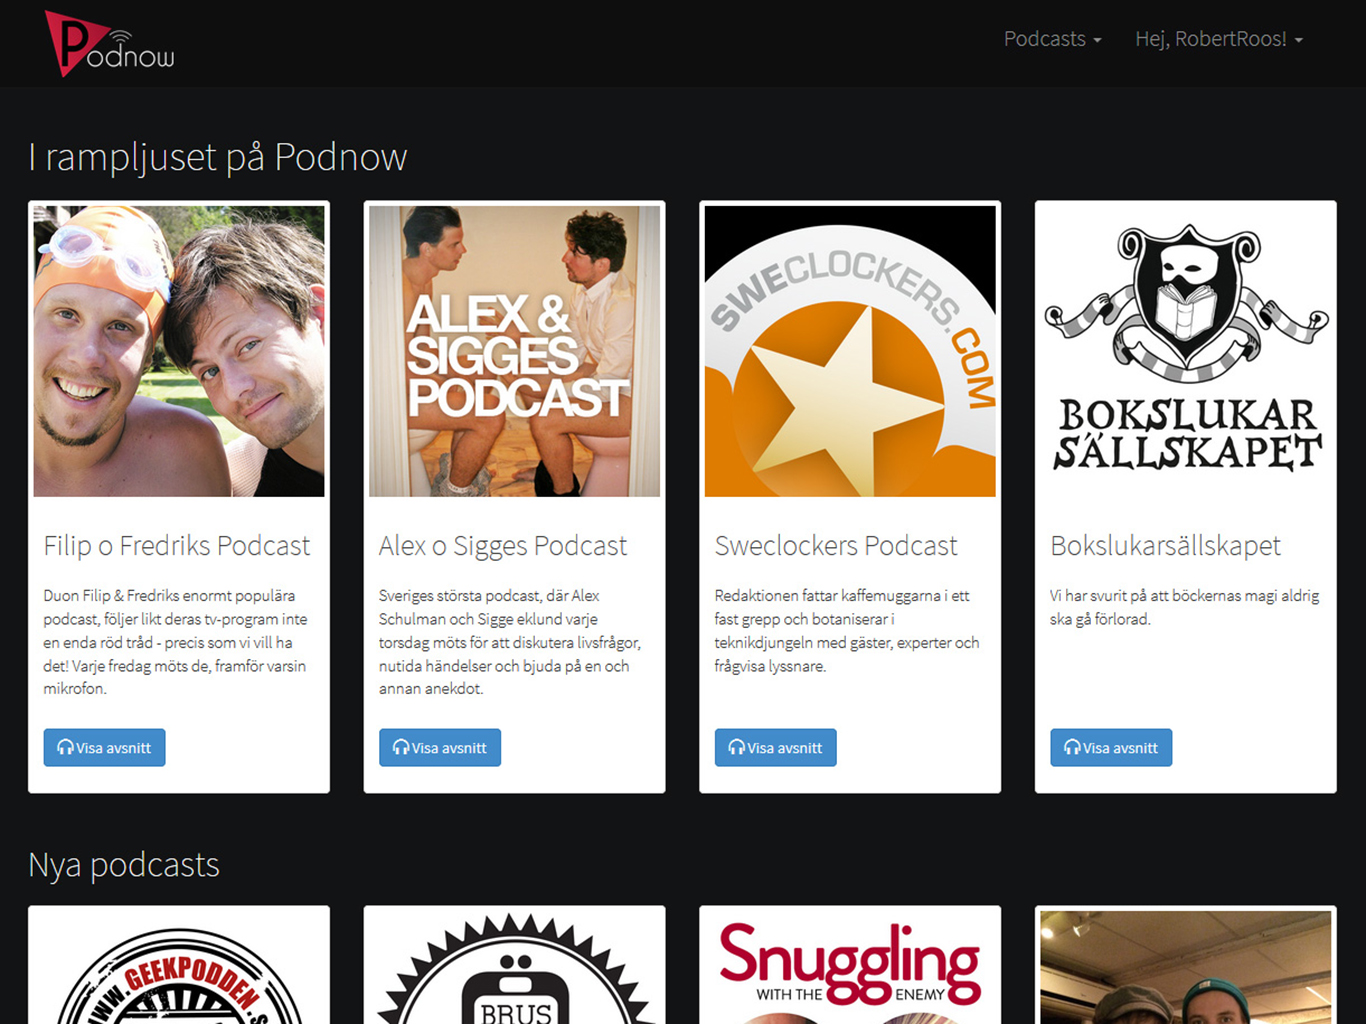 Podnow
Podcasts
Hej, RobertRoos!
I rampljuset på Podnow
ALEX &
SIGGES
PODCAST
SWECLOCKERS.COM
BOKSLUKAR
SÄLLSKAPET
Filip o Fredriks Podcast
Duon Filip & Fredriks enormt populära
podcast, följer likt deras tv-program inte
en enda röd tråd - precis som vi vill ha
det! Varje fredag möts de, framför varsin
mikrofon.
Visa avsnitt
Alex o Sigges Podcast
Sveriges största podcast, där Alex
Schulman och Sigge eklund varje
torsdag möts för att diskutera livsfrågor,
nutida händelser och bjuda på en och
annan anekdot.
Visa avsnitt
Sweclockers Podcast
Redaktionen fattar kaffemuggarna i ett
fast grepp och botaniserar i
teknikdjungeln med gäster, experter och
frågvisa lyssnare.
Visa avsnitt
Bokslukarsällskapet
Vi har svurit på att böckernas magi aldrig
ska gå förlorad.
Visa avsnitt
Nya podcasts
WWW.GEEKPODDEN.S
BRUS
Snuggling
WITH THE ENEMY